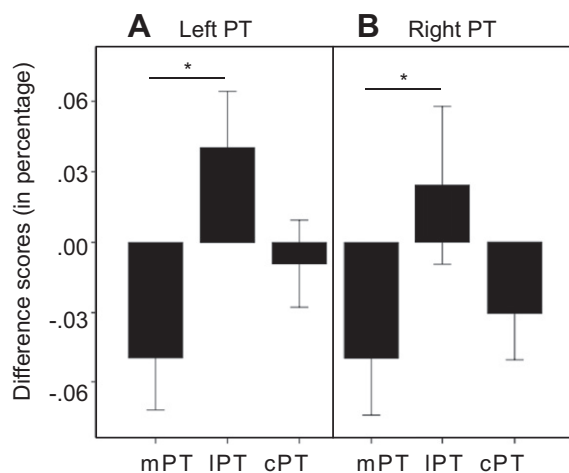 A Left PT B Right PT
* *
Difference scores (in percentage)
.06
.03
.00
-.03
-.06
mPT lPT cPT mPT lPT cPT